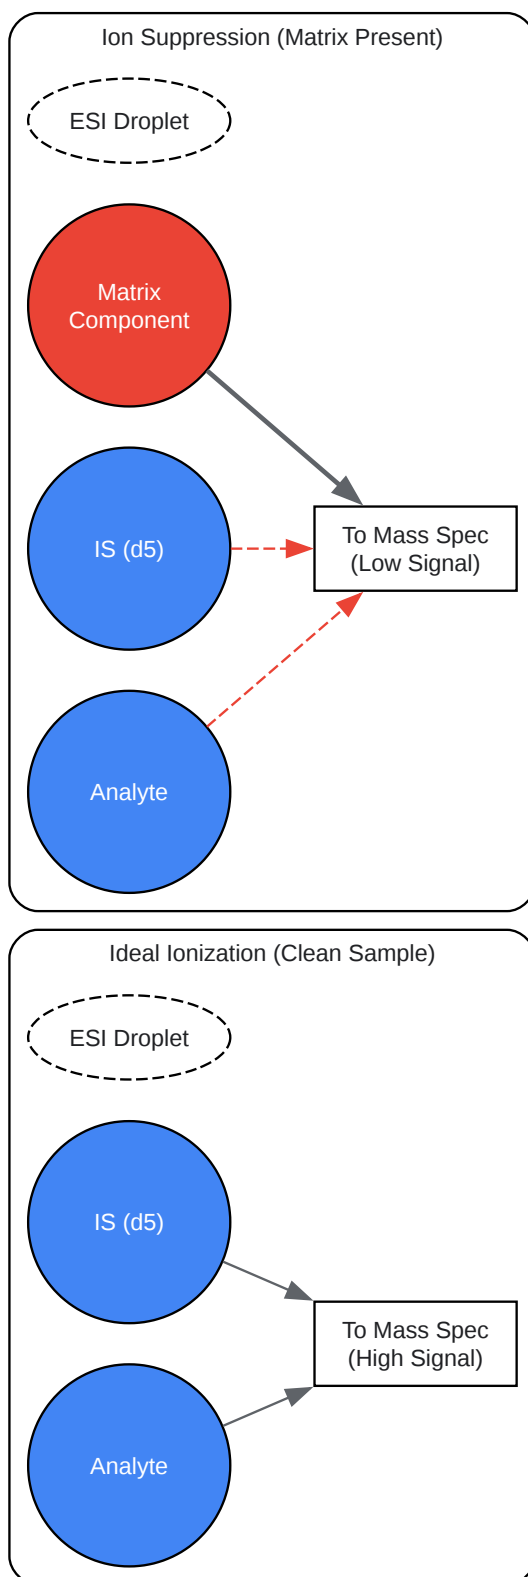 Ion Suppression (Matrix Present)
ESI Droplet
Matrix
Component
IS (d5)
To Mass Spec
(Low Signal)
Analyte
Ideal Ionization (Clean Sample)
ESI Droplet
IS (d5)
To Mass Spec
(High Signal)
Analyte